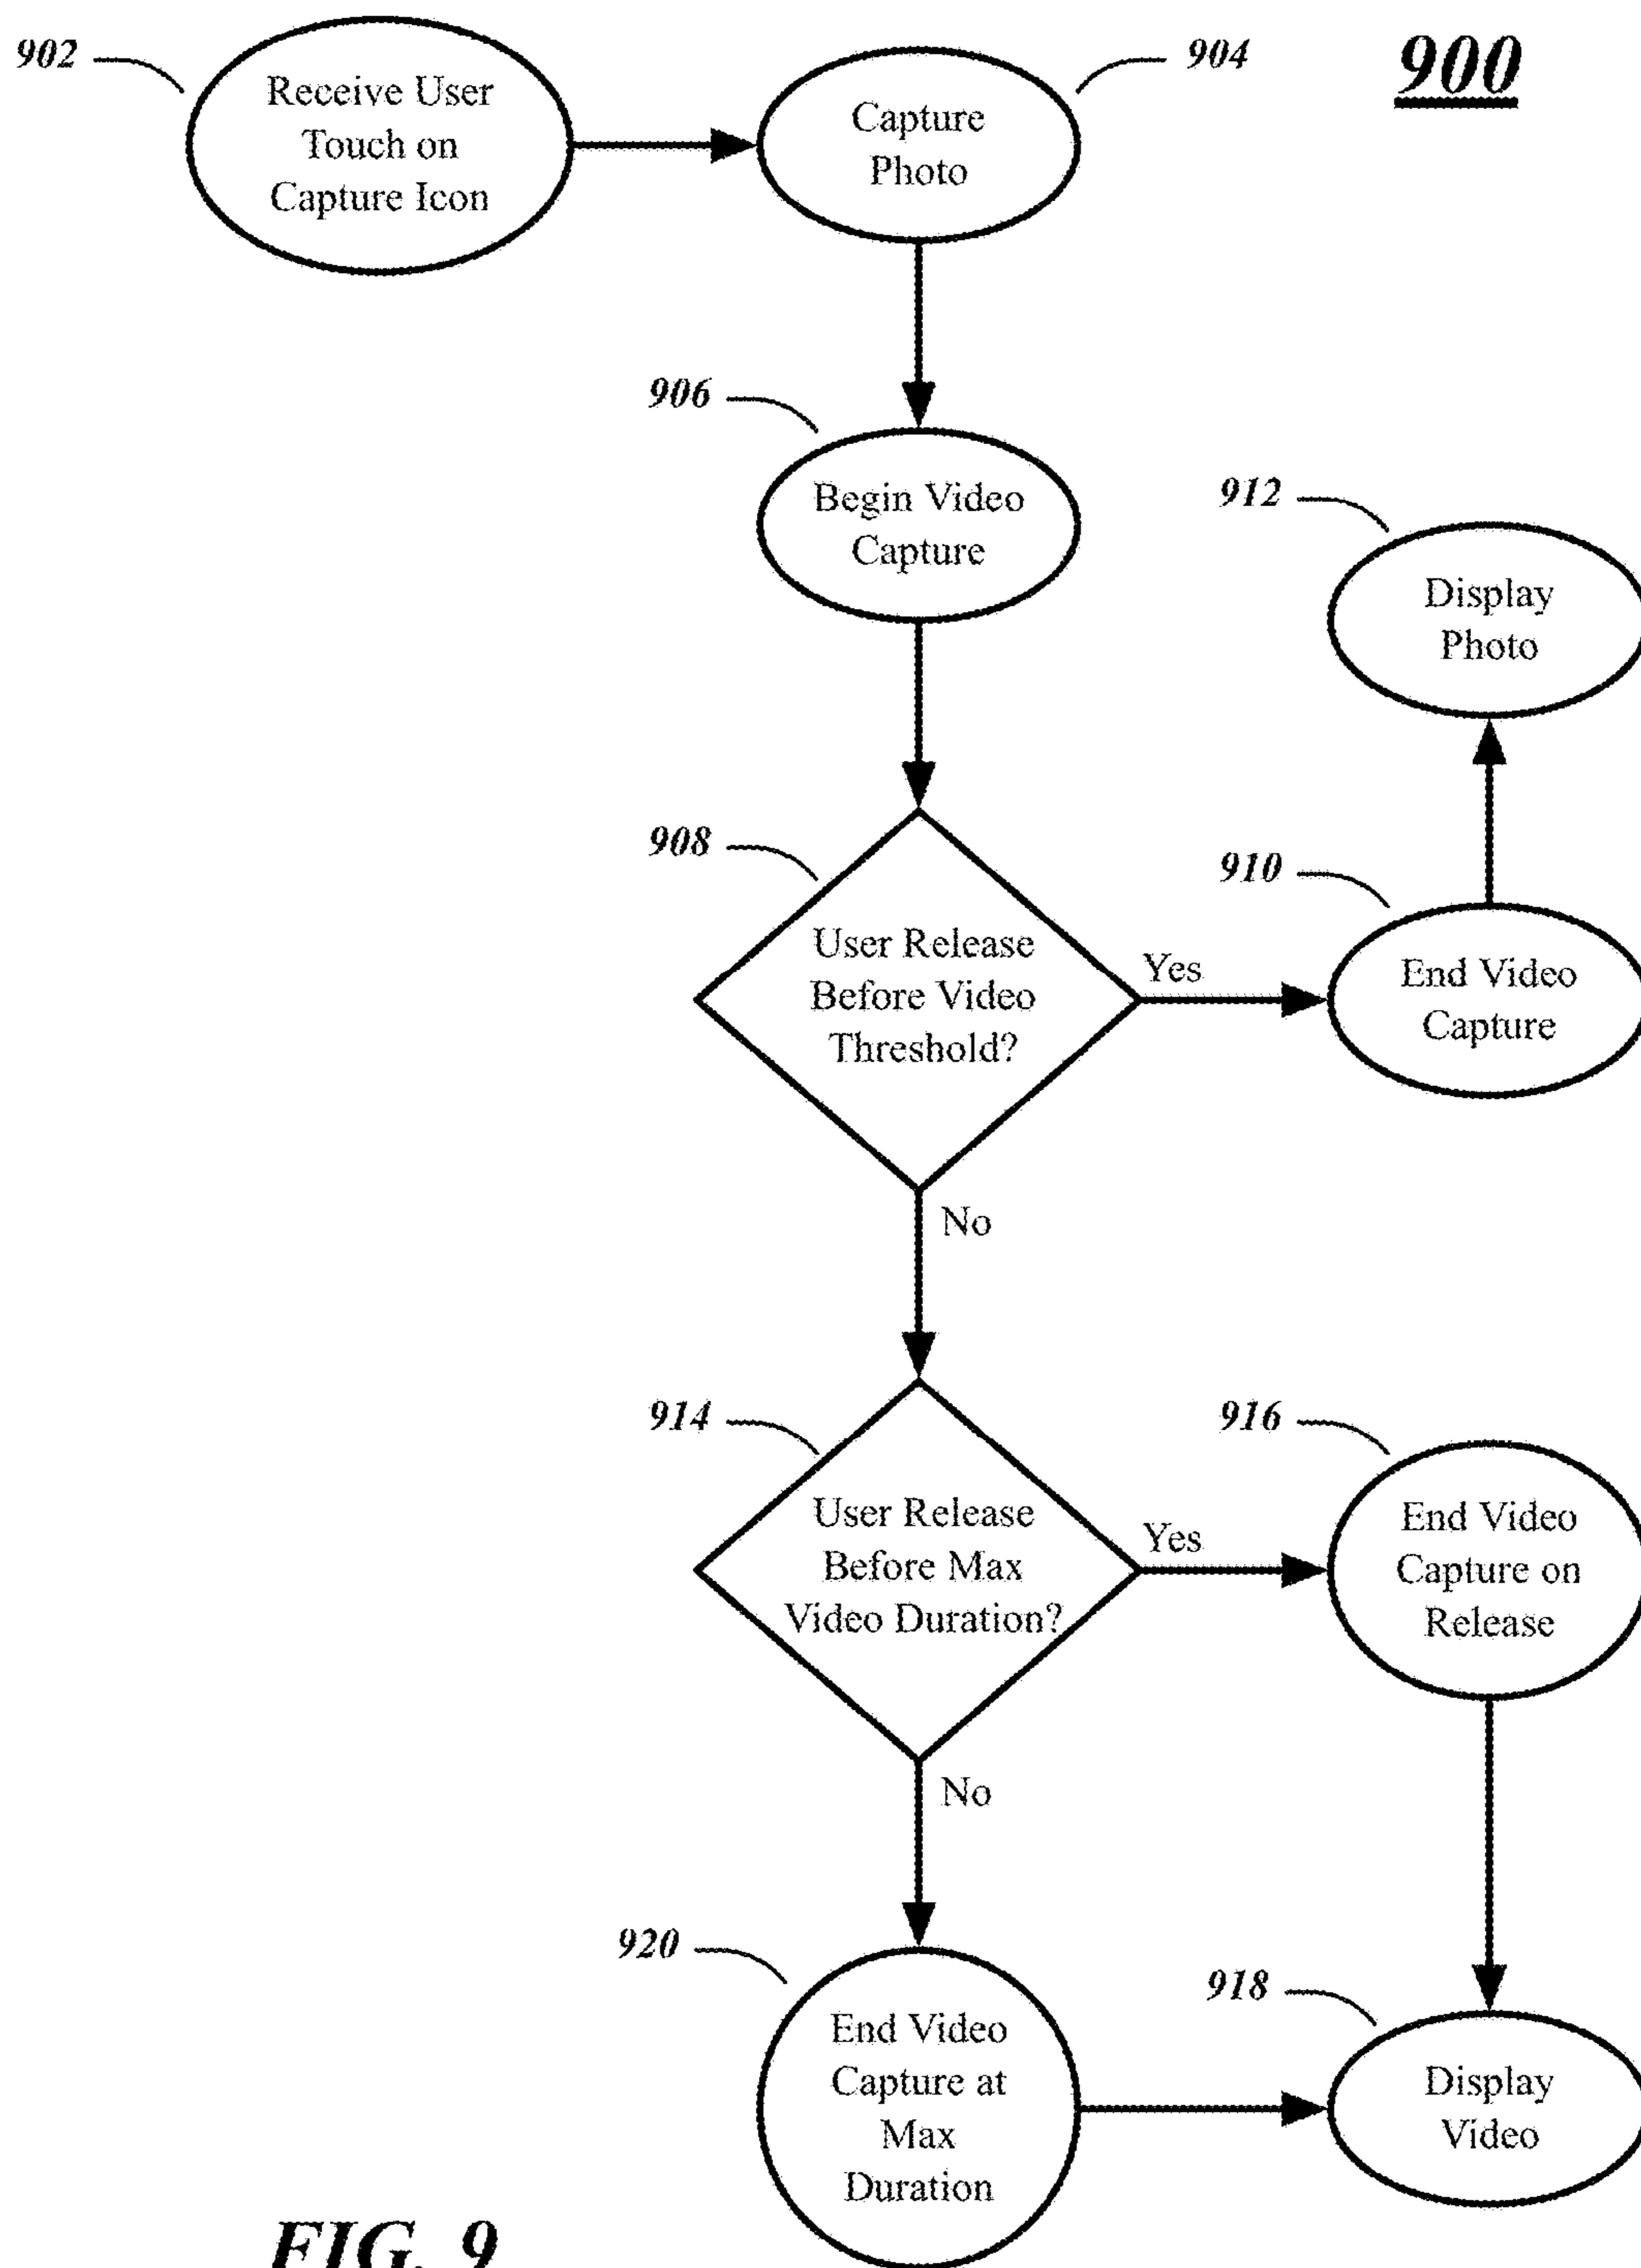 900
902
Receive User
Touch on
Capture Icon
904
Capture
Photo
906
Begin Video
Capture
908
User Release
Before Video
Threshold?
Yes
No
910
End Video
Capture
912
Display
Photo
914
User Release
Before Max
Video Duration?
Yes
No
916
End Video
Capture on
Release
920
End Video
Capture at
Max
Duration
918
Display
Video
FIG. 9